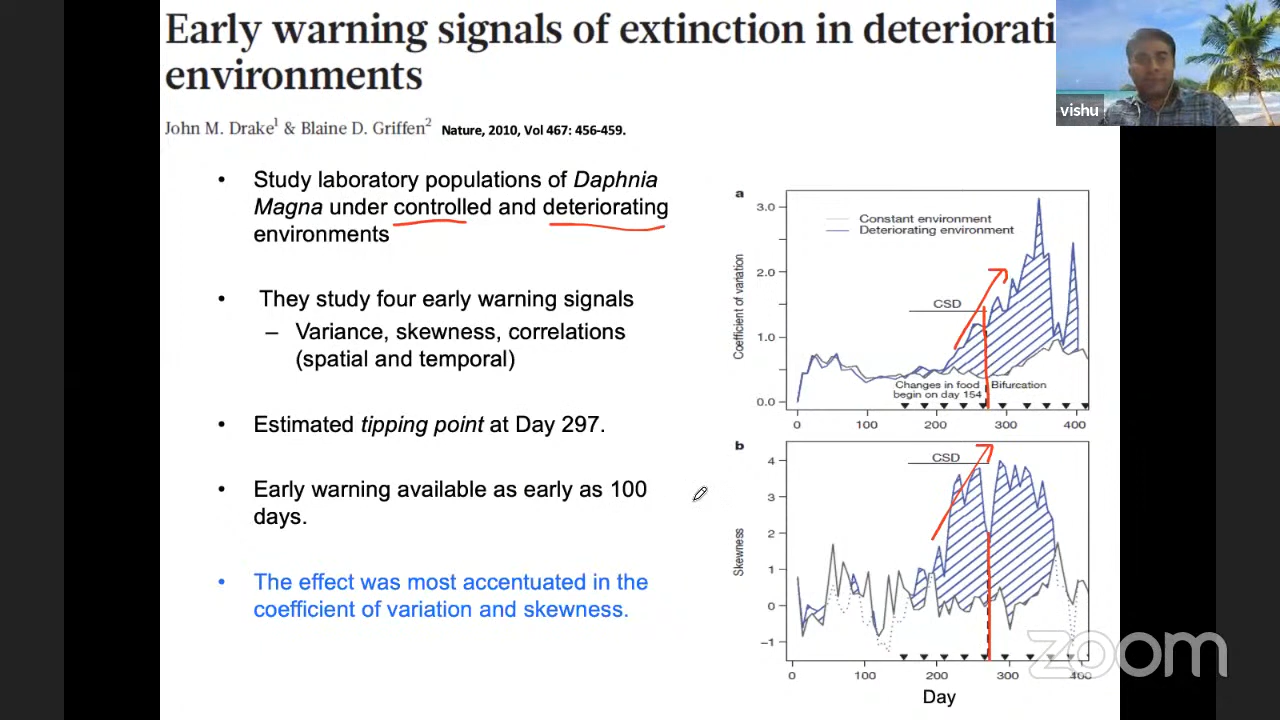 Early warning signals of extinction in deteriorati
environments
vishu
John M. Drake1 & Blaine D. Griffen2 Nature, 2010, Vol 467: 456-459.
• Study laboratory populations of Daphnia
Magna under controlled and deteriorating
environments
• They study four early warning signals
– Variance, skewness, correlations
(spatial and temporal)
• Estimated tipping point at Day 297.
• Early warning available as early as 100
days.
• The effect was most accentuated in the
coefficient of variation and skewness.
a
Constant environment
Deteriorating environment
CSD
Coefficient of variation
3.0
2.0
1.0
0.0
Changes in food
begin on day 154
Bifurcation
0 100 200 300 400
b
CSD
Skewness
4
3
2
1
0
–1
0 100 200 300 400
Day
zoom